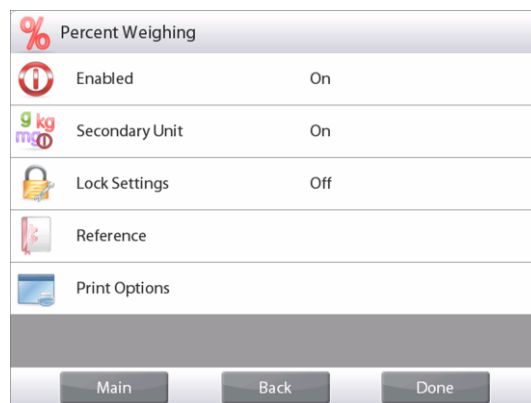 % Percent Weighing
Enabled On
g kg mg Secondary Unit On
Lock Settings Off
Reference
Print Options
Main Back Done